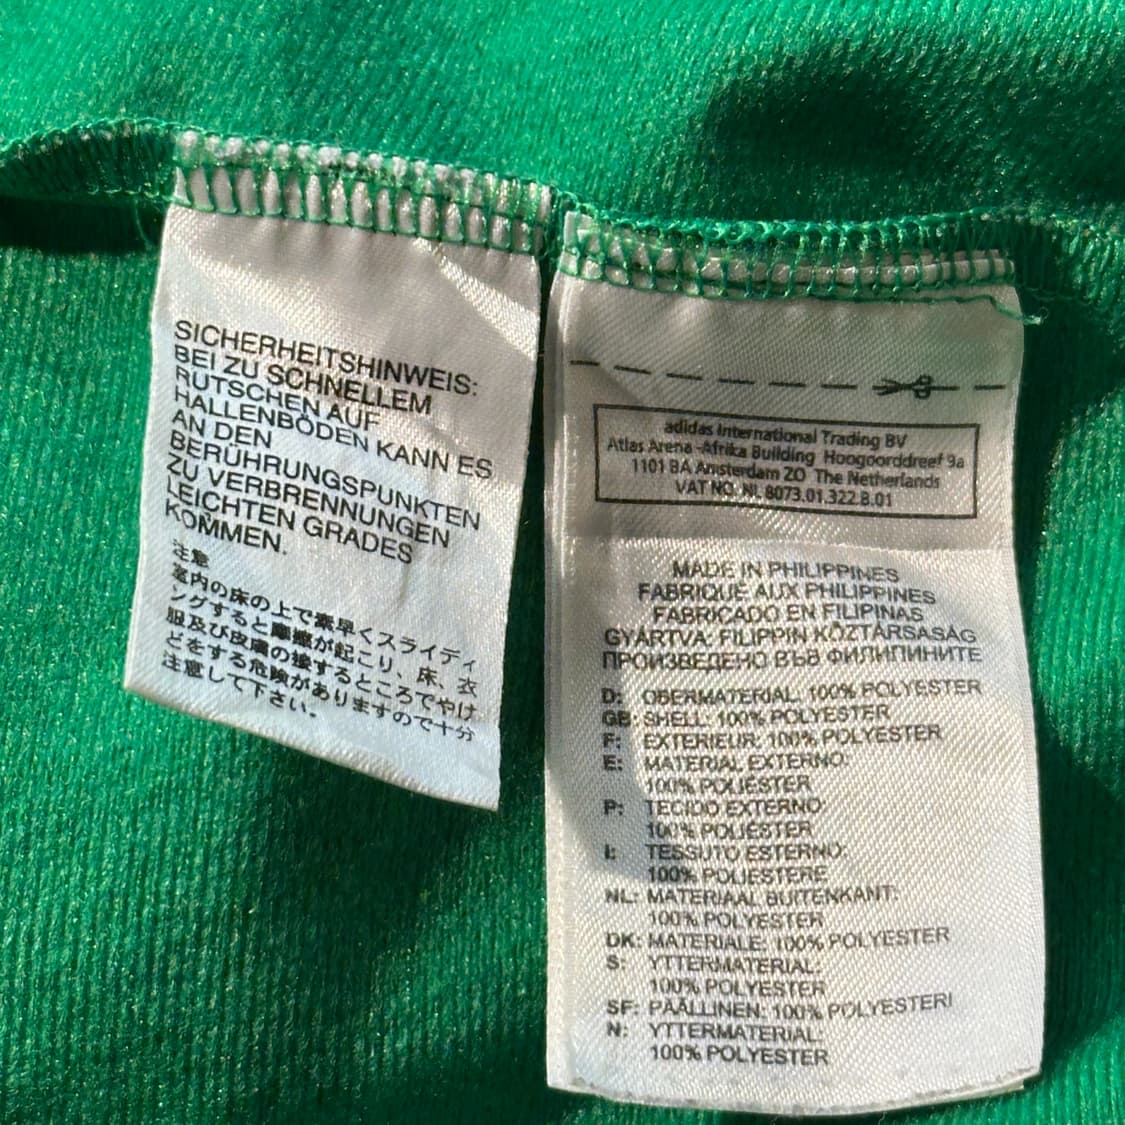 SICHERHEITSHINWEIS:
BEI ZU SCHNELLEM
RUTSCHEN AUF
HALLENBÖDEN KANN ES
AN DEN
BERÜHRUNGSPUNKTEN
ZU VERBRENNUNGEN
LEICHTEN GRADES
KOMMEN.
注意
室内の床の上で素早くスライディ
ングすると摩擦が起こり、床、衣
服及び皮膚の接するところでやけ
どをする危険がありますので十分
注意して下さい。
adidas International Trading BV
Atlas Arena-Afrika Building Hoogoorddreef 9a
1101 BA Amsterdam ZO The Netherlands
VAT NO. NL 8073.01.322.B.01
MADE IN PHILIPPINES
FABRIQUÉ AUX PHILIPPINES
FABRICADO EN FILIPINAS
GYÁRTVA: FILIPPIN KÖZTÁRSASÁG
ПРОИЗВЕДЕНО ВЪВ ФИЛИПИНИТЕ
D: OBERMATERIAL: 100% POLYESTER
GB: SHELL: 100% POLYESTER
F: EXTERIEUR: 100% POLYESTER
E: MATERIAL EXTERNO:
100% POLIÉSTER
P: TECIDO EXTERNO:
100% POLIÉSTER
I: TESSUTO ESTERNO:
100% POLIESTERE
NL: MATERIAAL BUITENKANT:
100% POLYESTER
DK: MATERIALE: 100% POLYESTER
S: YTTERMATERIAL:
100% POLYESTER
SF: PÄÄLLINEN: 100% POLYESTERI
N: YTTERMATERIAL:
100% POLYESTER